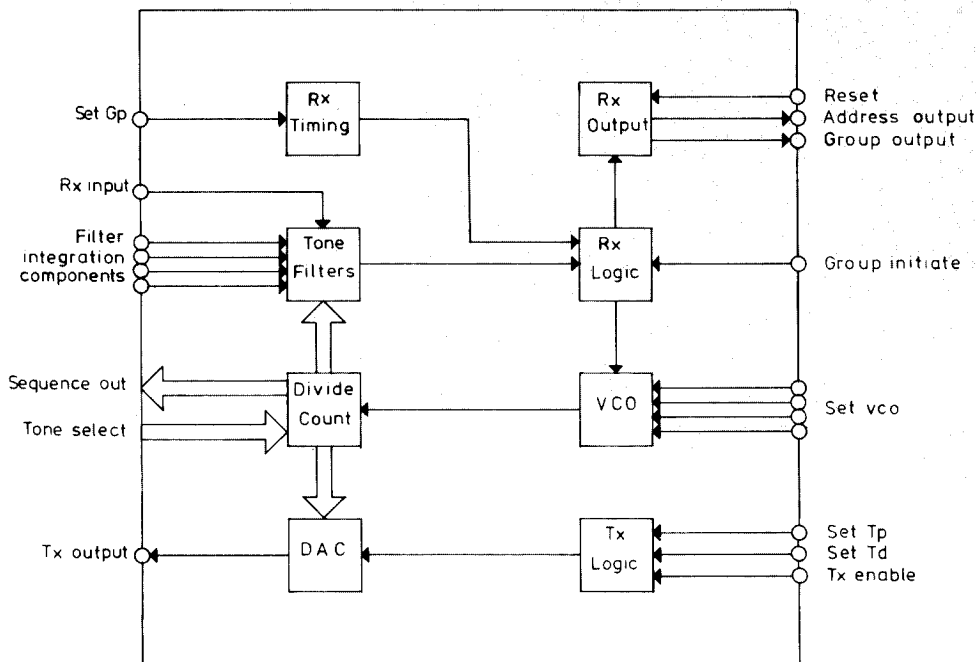 Set Gp
Rx input
Filter
integration
components
Sequence out
Tone select
Tx output
Rx
Timing
Tone
Filters
Divide
Count
DAC
Rx
Output
Rx
Logic
VCO
Tx
Logic
Reset
Address output
Group output
Group initiate
Set vco
Set Tp
Set Td
Tx enable